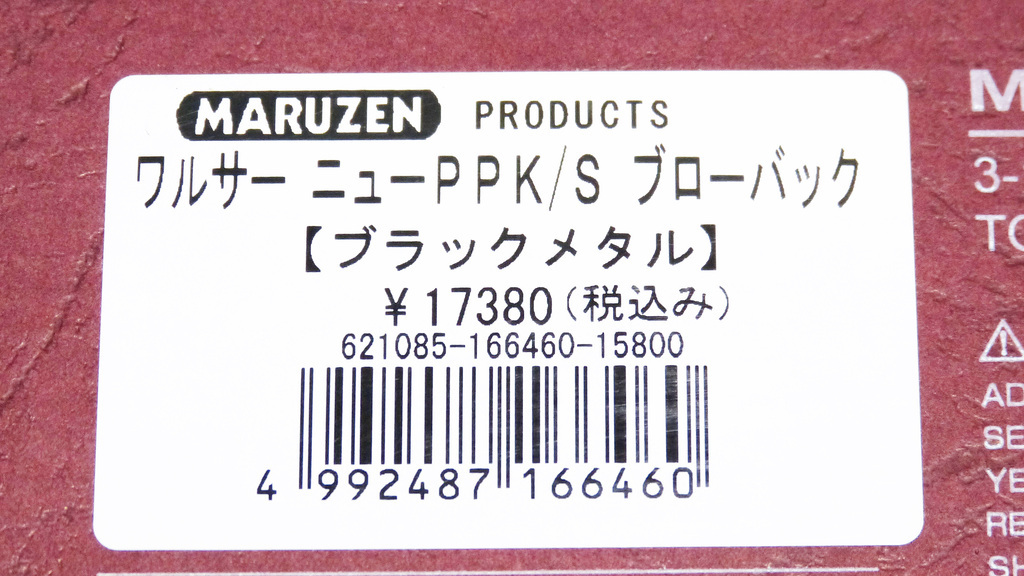 MARUZEN PRODUCTS
ワルサー ニューPPK/S ブローバック
【ブラックメタル】
¥17380(税込み)
621085-166460-15800
4 992487 166460
M
3-
TO
AD
SE
YE
RE
SH